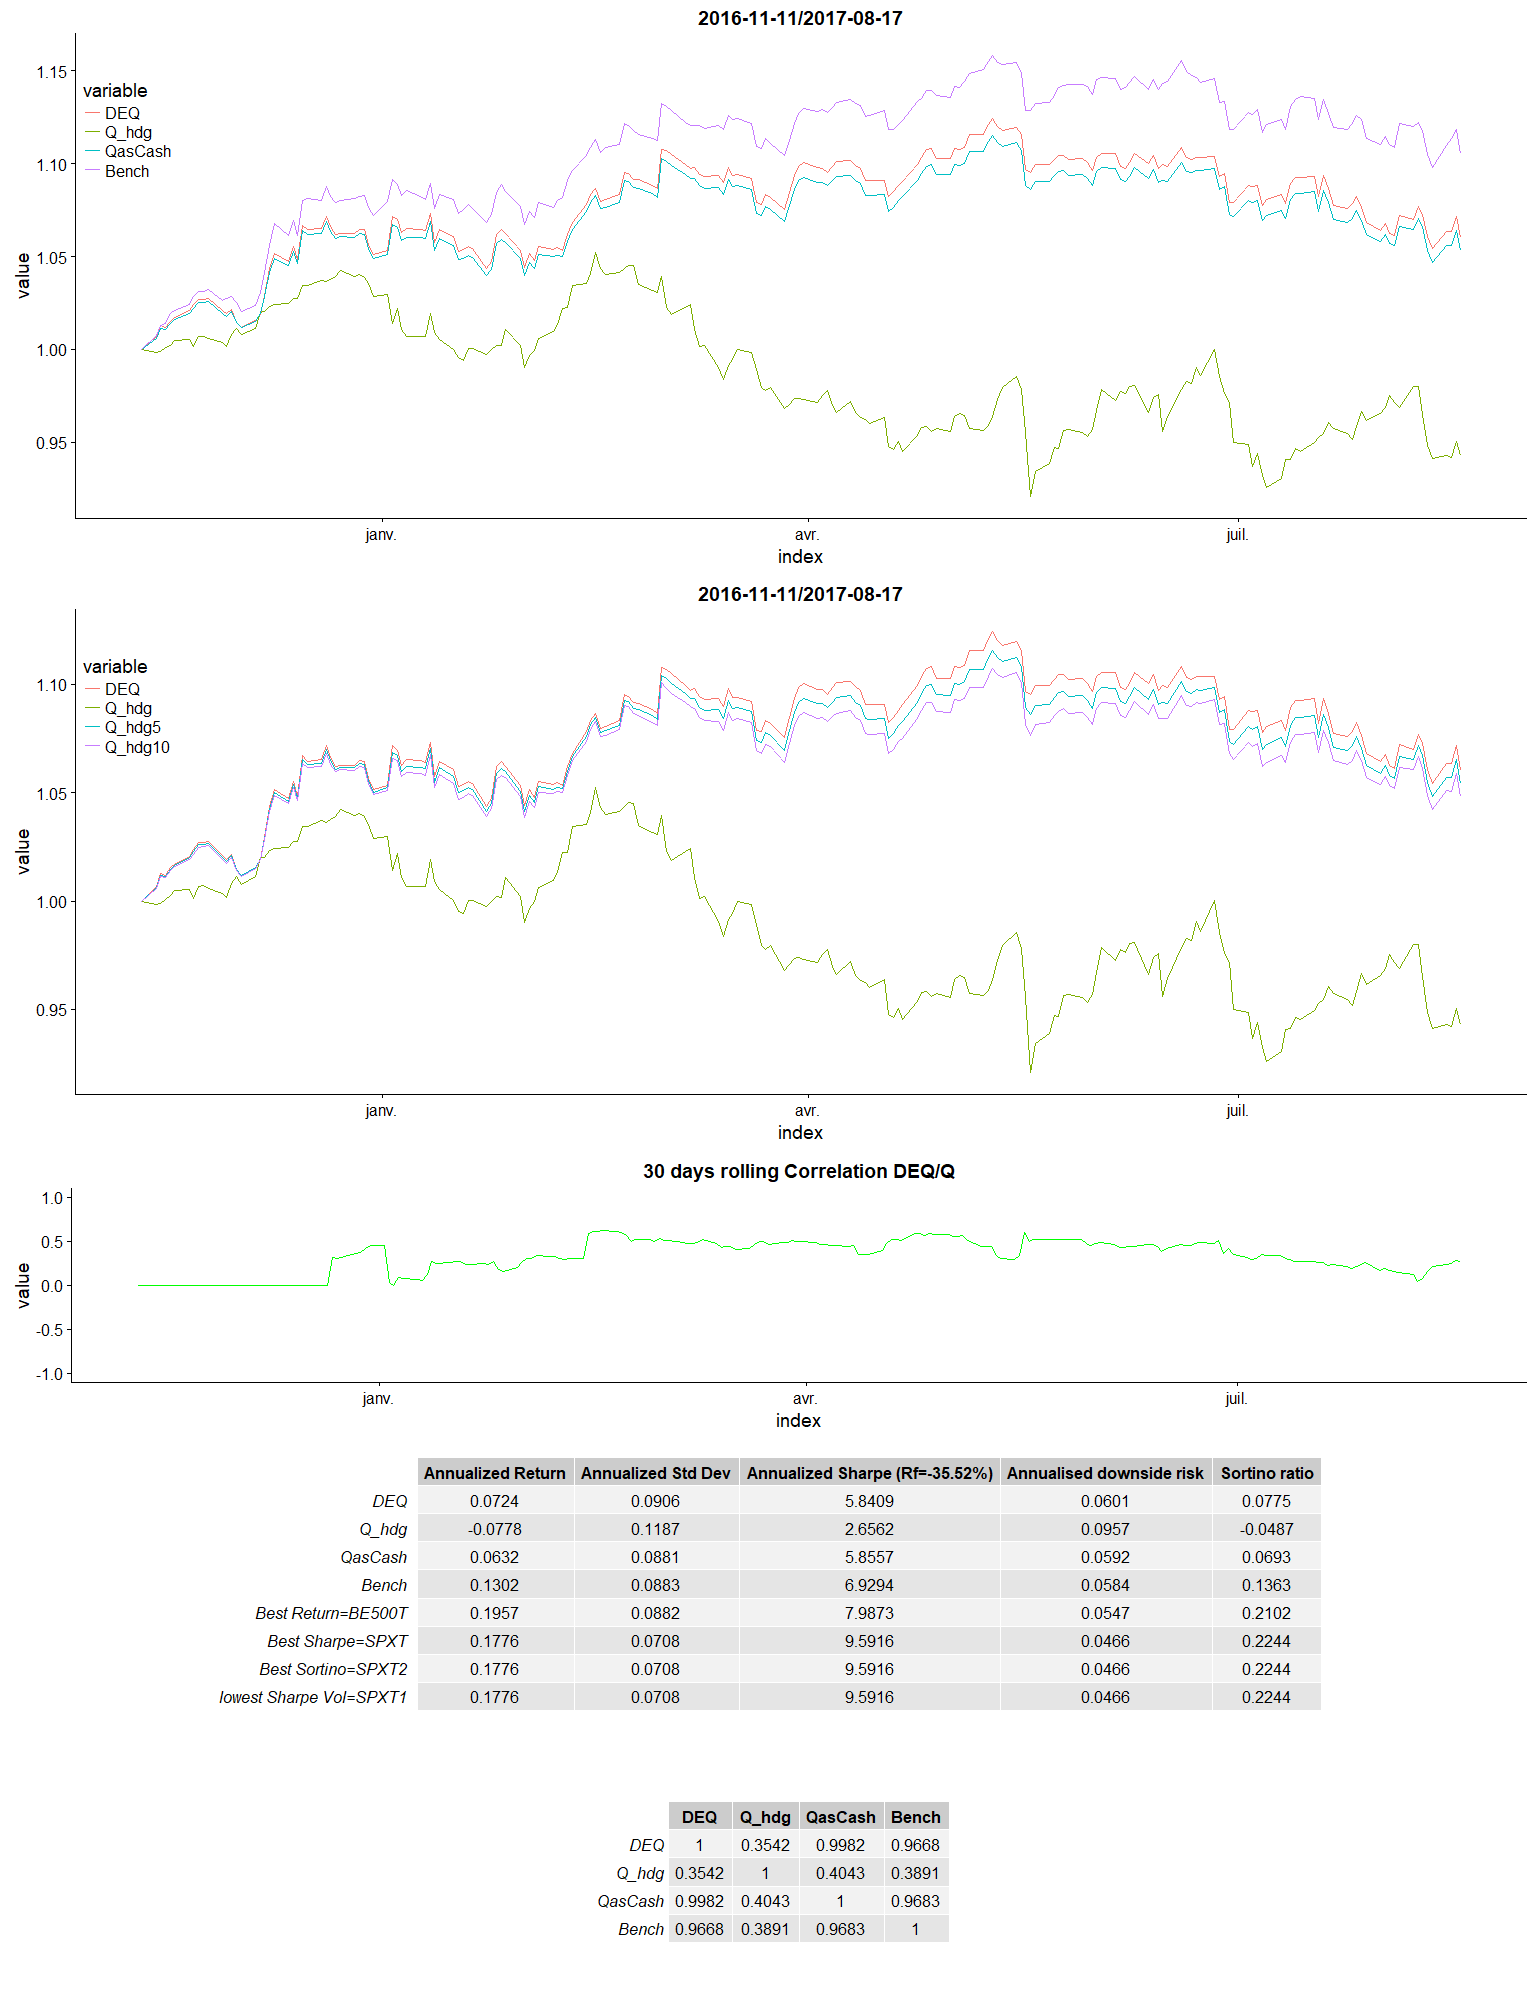 2016-11-11/2017-08-17
1.15
1.10
1.05
1.00
0.95
value
variable
DEQ
Q_hdg
QasCash
Bench
janv. avr. juil.
index
2016-11-11/2017-08-17
1.10
1.05
1.00
0.95
value
variable
DEQ
Q_hdg
Q_hdg5
Q_hdg10
janv. avr. juil.
index
30 days rolling Correlation DEQ/Q
1.0
0.5
0.0
-0.5
-1.0
value
janv. avr. juil.
index
Annualized Return Annualized Std Dev Annualized Sharpe (Rf=-35.52%) Annualised downside risk Sortino ratio
DEQ 0.0724 0.0906 5.8409 0.0601 0.0775
Q_hdg -0.0778 0.1187 2.6562 0.0957 -0.0487
QasCash 0.0632 0.0881 5.8557 0.0592 0.0693
Bench 0.1302 0.0883 6.9294 0.0584 0.1363
Best Return=BE500T 0.1957 0.0882 7.9873 0.0547 0.2102
Best Sharpe=SPXT 0.1776 0.0708 9.5916 0.0466 0.2244
Best Sortino=SPXT2 0.1776 0.0708 9.5916 0.0466 0.2244
lowest Sharpe Vol=SPXT1 0.1776 0.0708 9.5916 0.0466 0.2244
DEQ Q_hdg QasCash Bench
DEQ 1 0.3542 0.9982 0.9668
Q_hdg 0.3542 1 0.4043 0.3891
QasCash 0.9982 0.4043 1 0.9683
Bench 0.9668 0.3891 0.9683 1